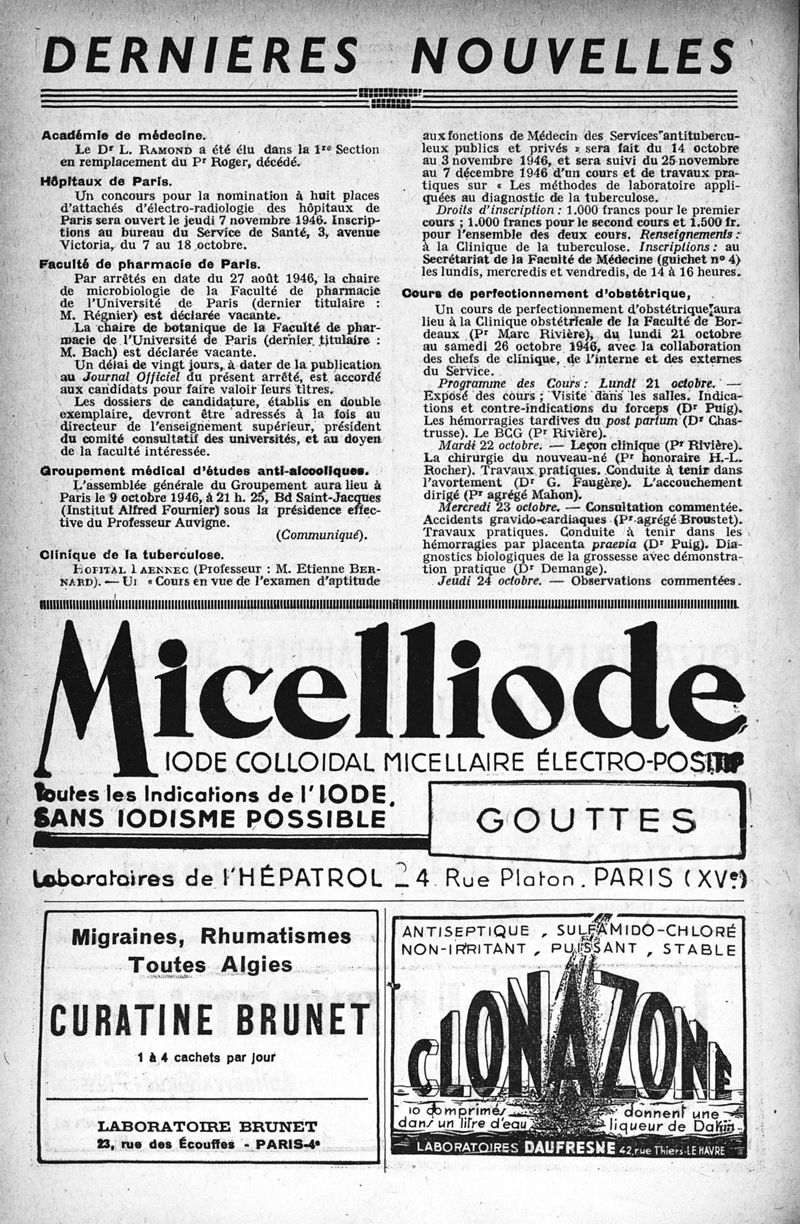 DERNIÈRES NOUVELLES
Académie de médecine.
Le Dr L. RAMOND a été élu dans la 1re Section
en remplacement du Pr Roger, décédé.
Hôpitaux de Paris.
Un concours pour la nomination à huit places
d'attachés d'électro-radiologie des hôpitaux de
Paris sera ouvert le jeudi 7 novembre 1946. Inscrip-
tions au bureau du Service de Santé, 3, avenue
Victoria, du 7 au 18 octobre.
Faculté de pharmacie de Paris.
Par arrêtés en date du 27 août 1946, la chaire
de microbiologie de la Faculté de pharmacie
de l'Université de Paris (dernier titulaire :
M. Régnier) est déclarée vacante.
La chaire de botanique de la Faculté de phar-
macie de l'Université de Paris (dernier titulaire :
M. Bach) est déclarée vacante.
Un délai de vingt jours, à dater de la publication
au Journal Officiel du présent arrêté, est accordé
aux candidats pour faire valoir leurs titres.
Les dossiers de candidature, établis en double
exemplaire, devront être adressés à la fois au
directeur de l'enseignement supérieur, président
du comité consultatif des universités, et au doyen
de la faculté intéressée.
Groupement médical d'études anti-alcooliques.
L'assemblée générale du Groupement aura lieu à
Paris le 9 octobre 1946, à 21 h. 25, Bd Saint-Jacques
(Institut Alfred Fournier) sous la présidence effec-
tive du Professeur Auvigne.
(Communiqué).
Clinique de la tuberculose.
HOPITAL LAENNEC (Professeur : M. Etienne BER-
NARD). — « Cours en vue de l'examen d'aptitude
aux fonctions de Médecin des Services antitubercu-
leux publics et privés » sera fait du 14 octobre
au 3 novembre 1946, et sera suivi du 25 novembre
au 7 décembre 1946 d'un cours et de travaux pra-
tiques sur « Les méthodes de laboratoire appli-
quées au diagnostic de la tuberculose.
Droits d'inscription : 1.000 francs pour le premier
cours ; 1.000 francs pour le second cours et 1.500 fr.
pour l'ensemble des deux cours. Renseignements :
à la Clinique de la tuberculose. Inscriptions : au
Secrétariat de la Faculté de Médecine (guichet nº 4)
les lundis, mercredis et vendredis, de 14 à 16 heures.
Cours de perfectionnement d'obstétrique,
Un cours de perfectionnement d'obstétrique aura
lieu à la Clinique obstétricale de la Faculté de Bor-
deaux (Pr Marc Rivière), du lundi 21 octobre
au samedi 26 octobre 1946, avec la collaboration
des chefs de clinique, de l'interne et des externes
du Service.
Programme des Cours : Lundi 21 octobre. —
Exposé des cours ; Visite dans les salles. Indica-
tions et contre-indications du forceps (Dr Puig).
Les hémorragies tardives du post partum (Dr Chas-
trusse). Le BCG (Pr Rivière).
Mardi 22 octobre. — Leçon clinique (Pr Rivière).
La chirurgie du nouveau-né (Pr honoraire H.-L.
Rocher). Travaux pratiques. Conduite à tenir dans
l'avortement (Dr G. Faugère). L'accouchement
dirigé (Pr agrégé Mahon).
Mercredi 23 octobre. — Consultation commentée.
Accidents gravido-cardiaques (Pr agrégé Broustet).
Travaux pratiques. Conduite à tenir dans les
hémorragies par placenta praevia (Dr Puig). Dia-
gnostics biologiques de la grossesse avec démonstra-
tion pratique (Dr Demange).
Jeudi 24 octobre. — Observations commentées.
Micelliode
IODE COLLOIDAL MICELLAIRE ÉLECTRO-POSITIF
Toutes les Indications de l'IODE.
SANS IODISME POSSIBLE
GOUTTES
Laboratoires de l'HÉPATROL _ 4. Rue Platon. PARIS (XVe)
Migraines, Rhumatismes
Toutes Algies
CURATINE BRUNET
1 à 4 cachets par jour
LABORATOIRE BRUNET
23, rue des Écouffes - PARIS-4e
ANTISEPTIQUE, SULFAMIDO-CHLORÉ
NON-IRRITANT, PUISSANT, STABLE
CLONAZONE
10 comprimés donnent une
dans un litre d'eau liqueur de Dakin
LABORATOIRES DAUFRESNE 42, rue Thiers-LE HAVRE